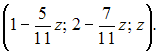 (1 - 5/11 z; 2 - 7/11 z; z).